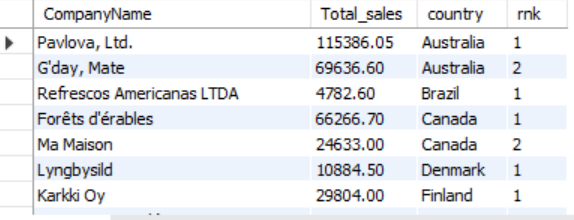 CompanyName Total_sales country rnk
Pavlova, Ltd. 115386.05 Australia 1
G'day, Mate 69636.60 Australia 2
Refrescos Americanas LTDA 4782.60 Brazil 1
Forêts d'érables 66266.70 Canada 1
Ma Maison 24633.00 Canada 2
Lyngbysild 10884.50 Denmark 1
Karkki Oy 29804.00 Finland 1